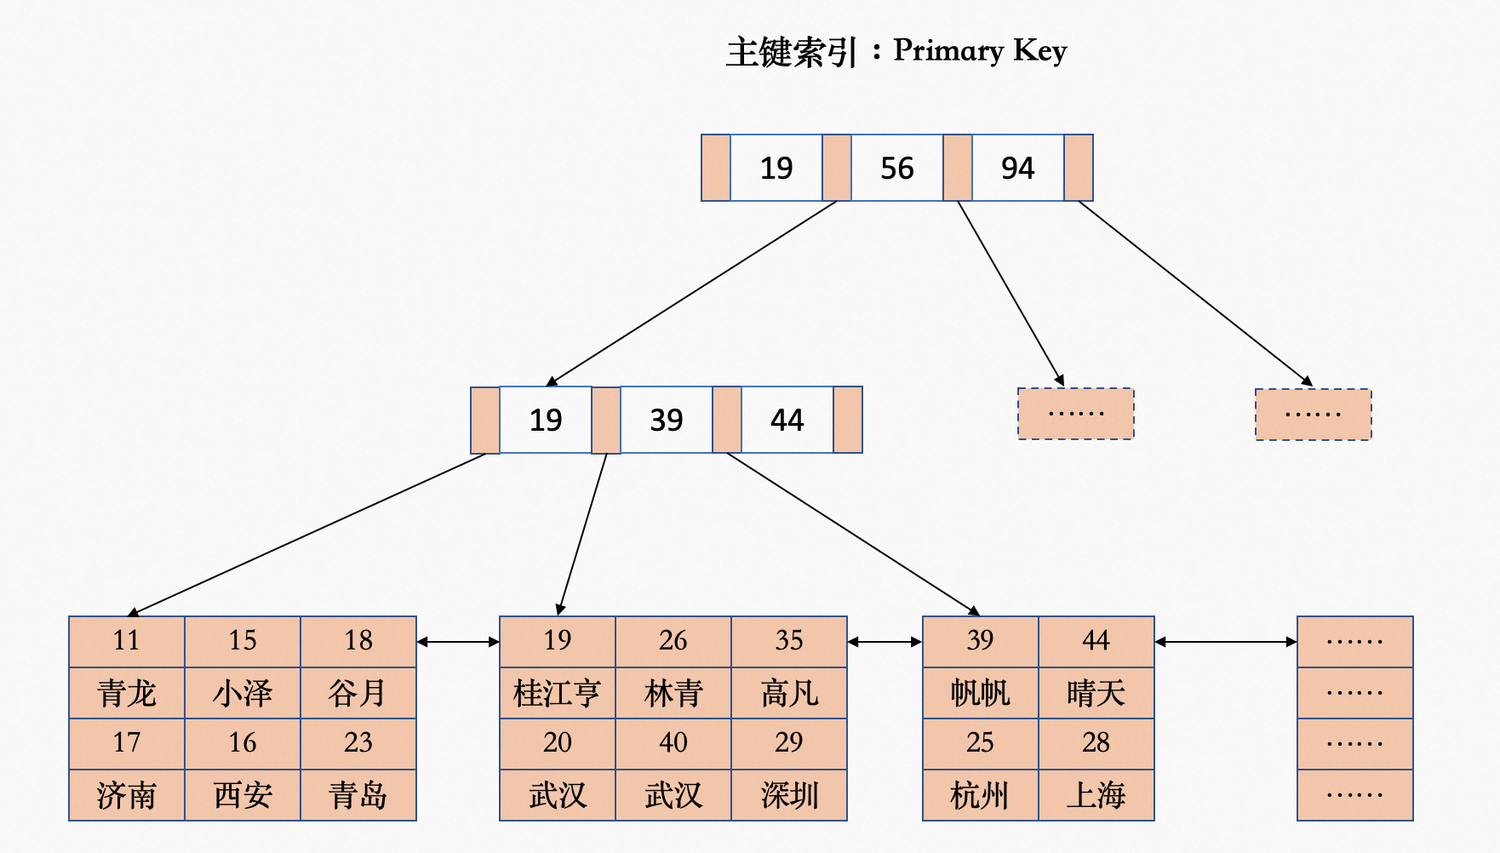 主键索引：Primary Key
19 56 94
19 39 44
…… ……
11 15 18 19 26 35 39 44 ……
青龙 小泽 谷月 桂江亨 林青 高凡 帆帆 晴天 ……
17 16 23 20 40 29 25 28 ……
济南 西安 青岛 武汉 武汉 深圳 杭州 上海 ……